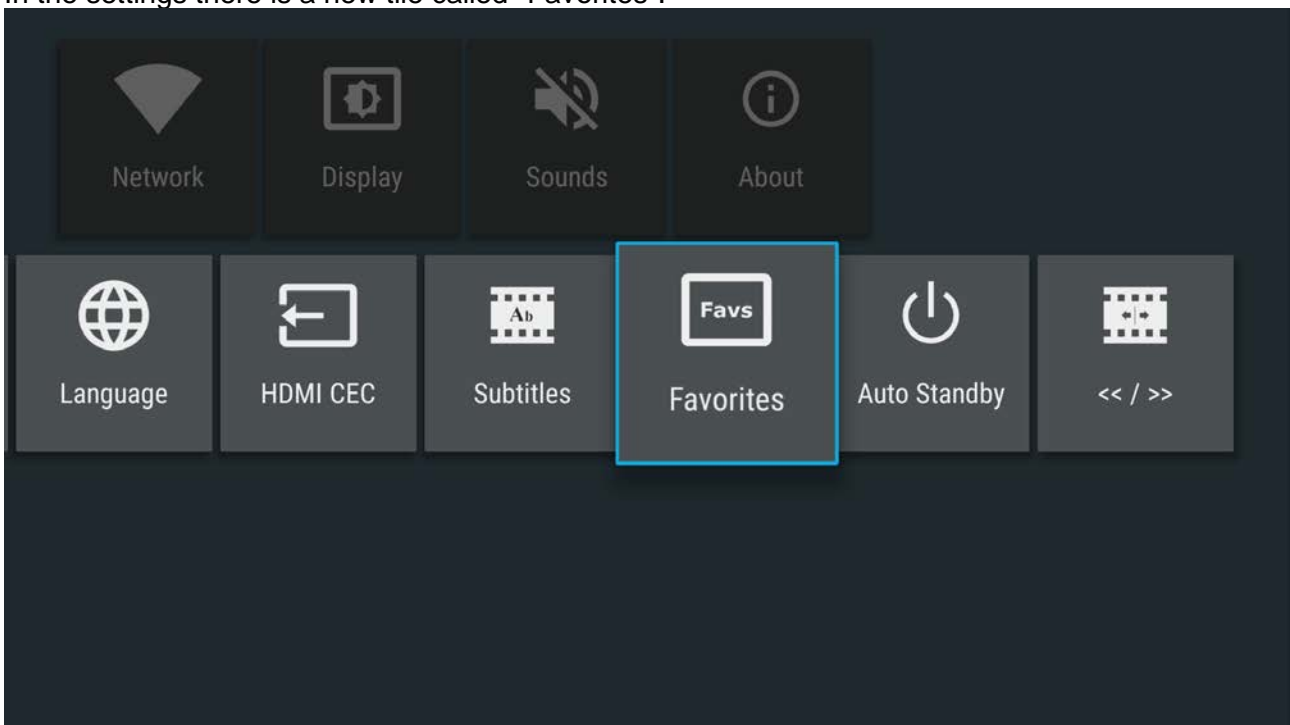 In the settings there is a new tile called "Favorites".
Network Display Sounds About
Ab Favs
Language HDMI CEC Subtitles Favorites Auto Standby << / >>